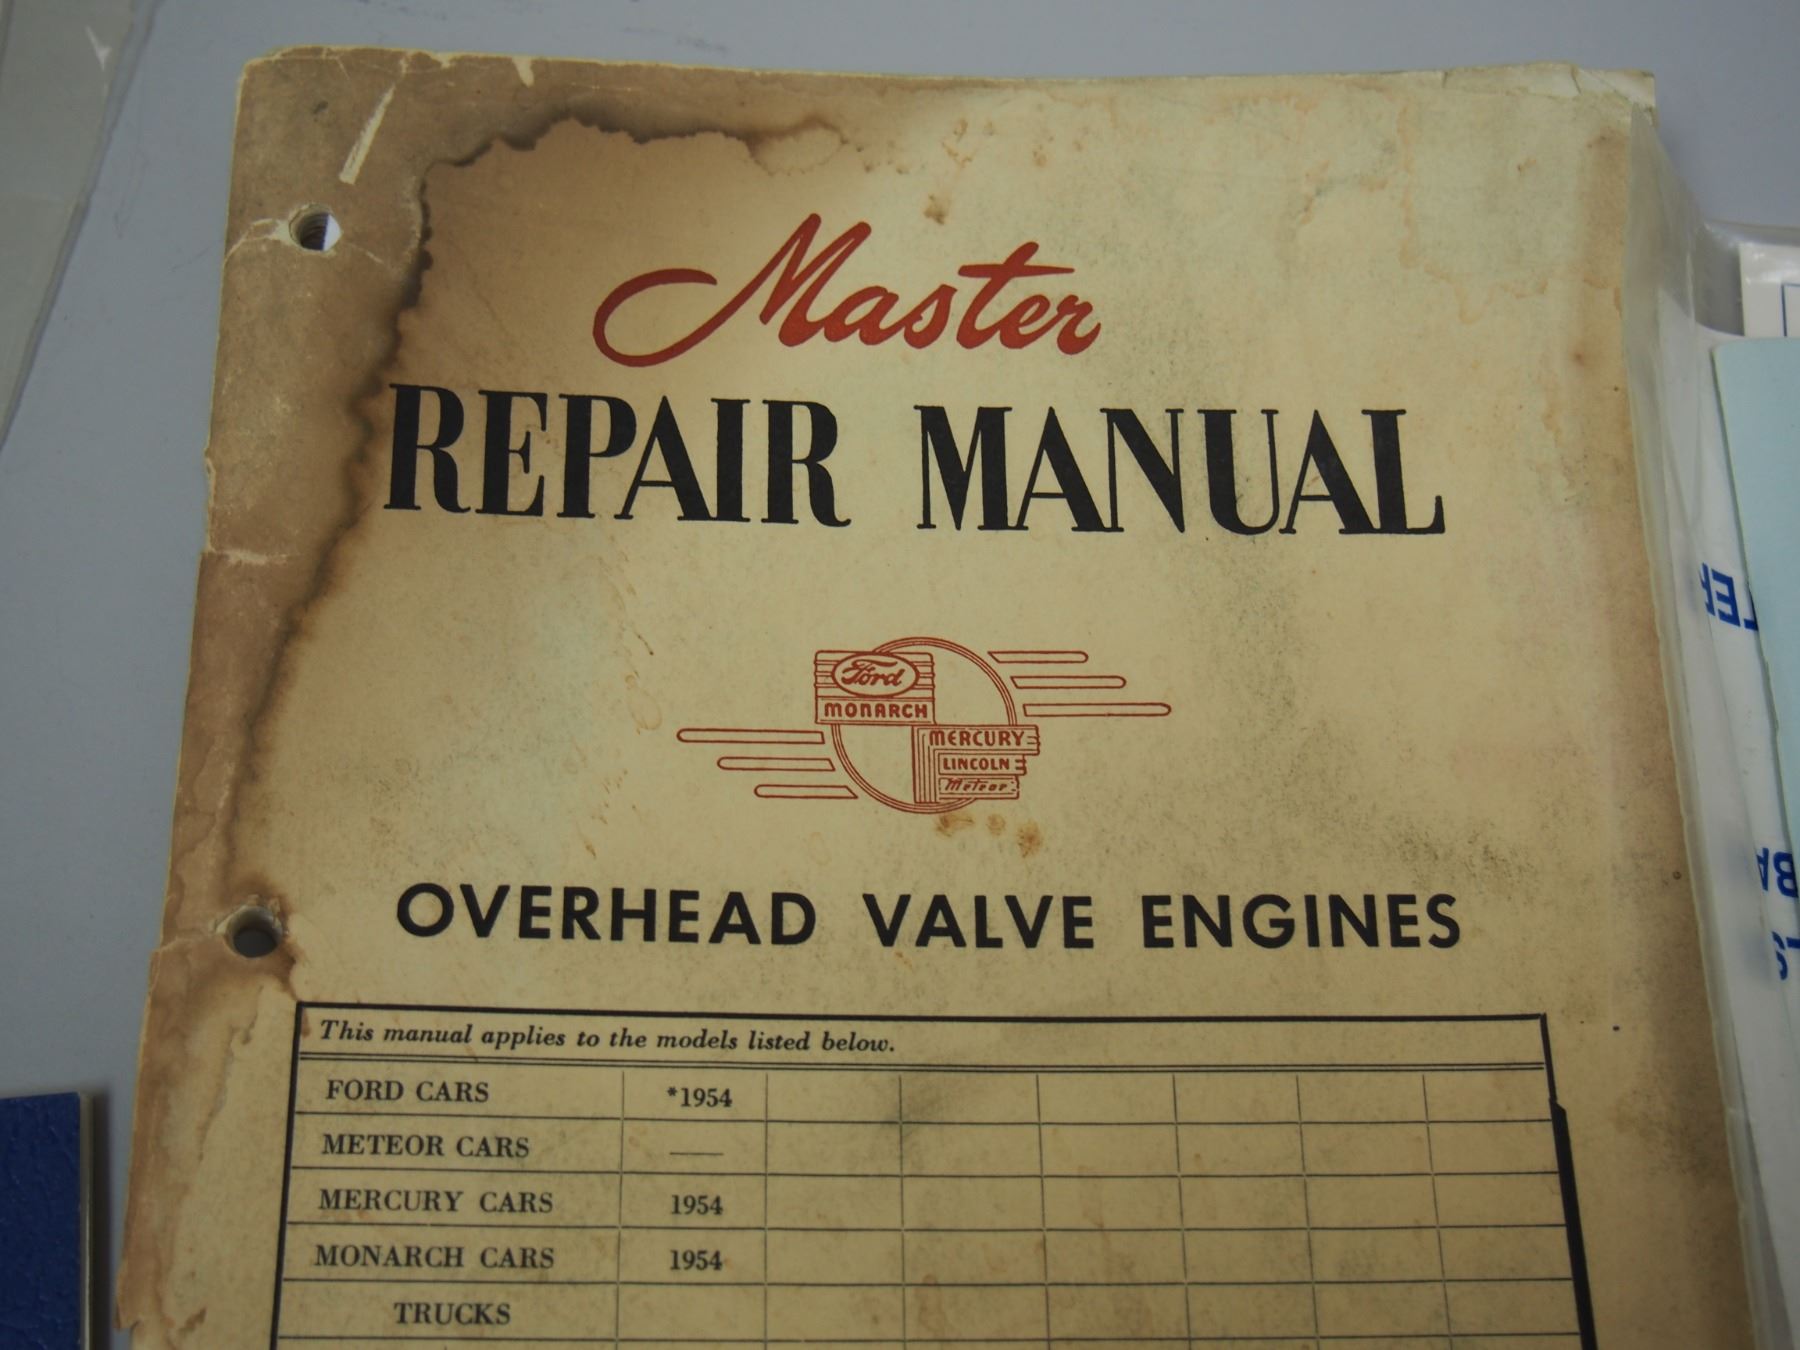 Master
REPAIR MANUAL
Ford
MONARCH
MERCURY
LINCOLN
Meteor
OVERHEAD VALVE ENGINES
This manual applies to the models listed below.
FORD CARS *1954
METEOR CARS —
MERCURY CARS 1954
MONARCH CARS 1954
TRUCKS